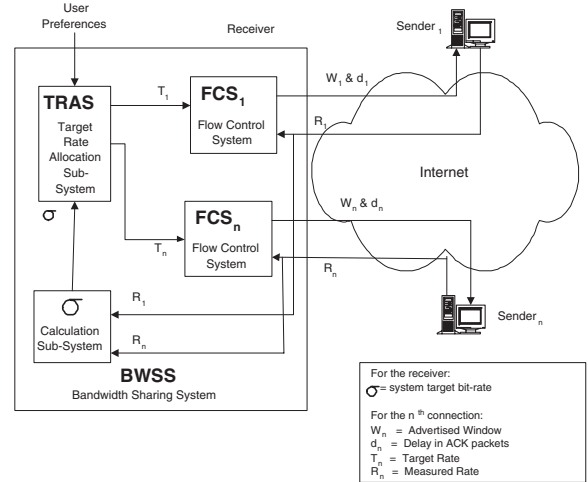 User
Preferences
Receiver
Sender 1
TRAS
Target
Rate
Allocation
Sub-
System
σ
T1
FCS1
Flow Control
System
W1 & d1
R1
Internet
FCSn
Flow Control
System
Tn
Wn & dn
Rn
Sendern
σ
Calculation
Sub-System
R1
Rn
BWSS
Bandwidth Sharing System
For the receiver:
σ= system target bit-rate
For the n th connection:
Wn = Advertised Window
dn = Delay in ACK packets
Tn = Target Rate
Rn = Measured Rate